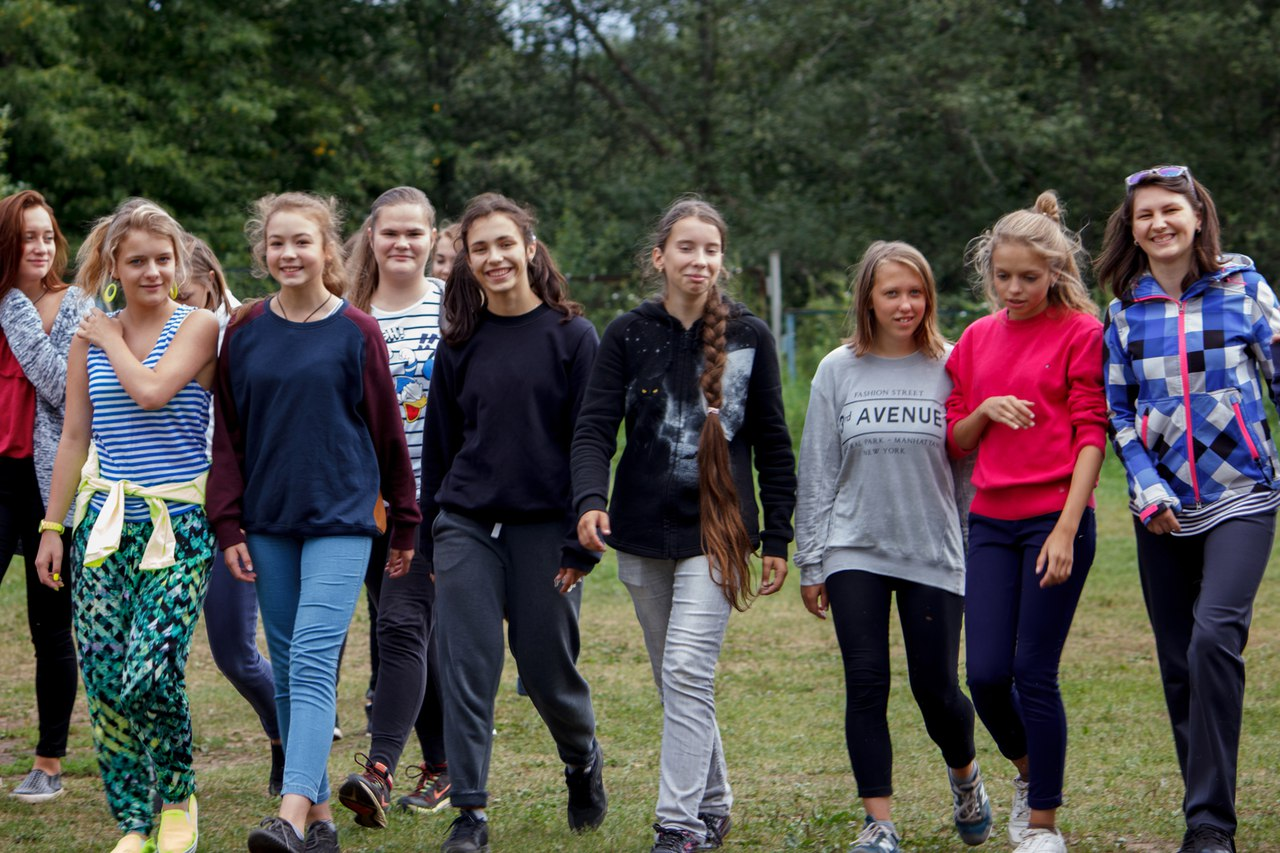 FASHION STREET
AVENUE
PARK - MANHATTAN
NEW YORK